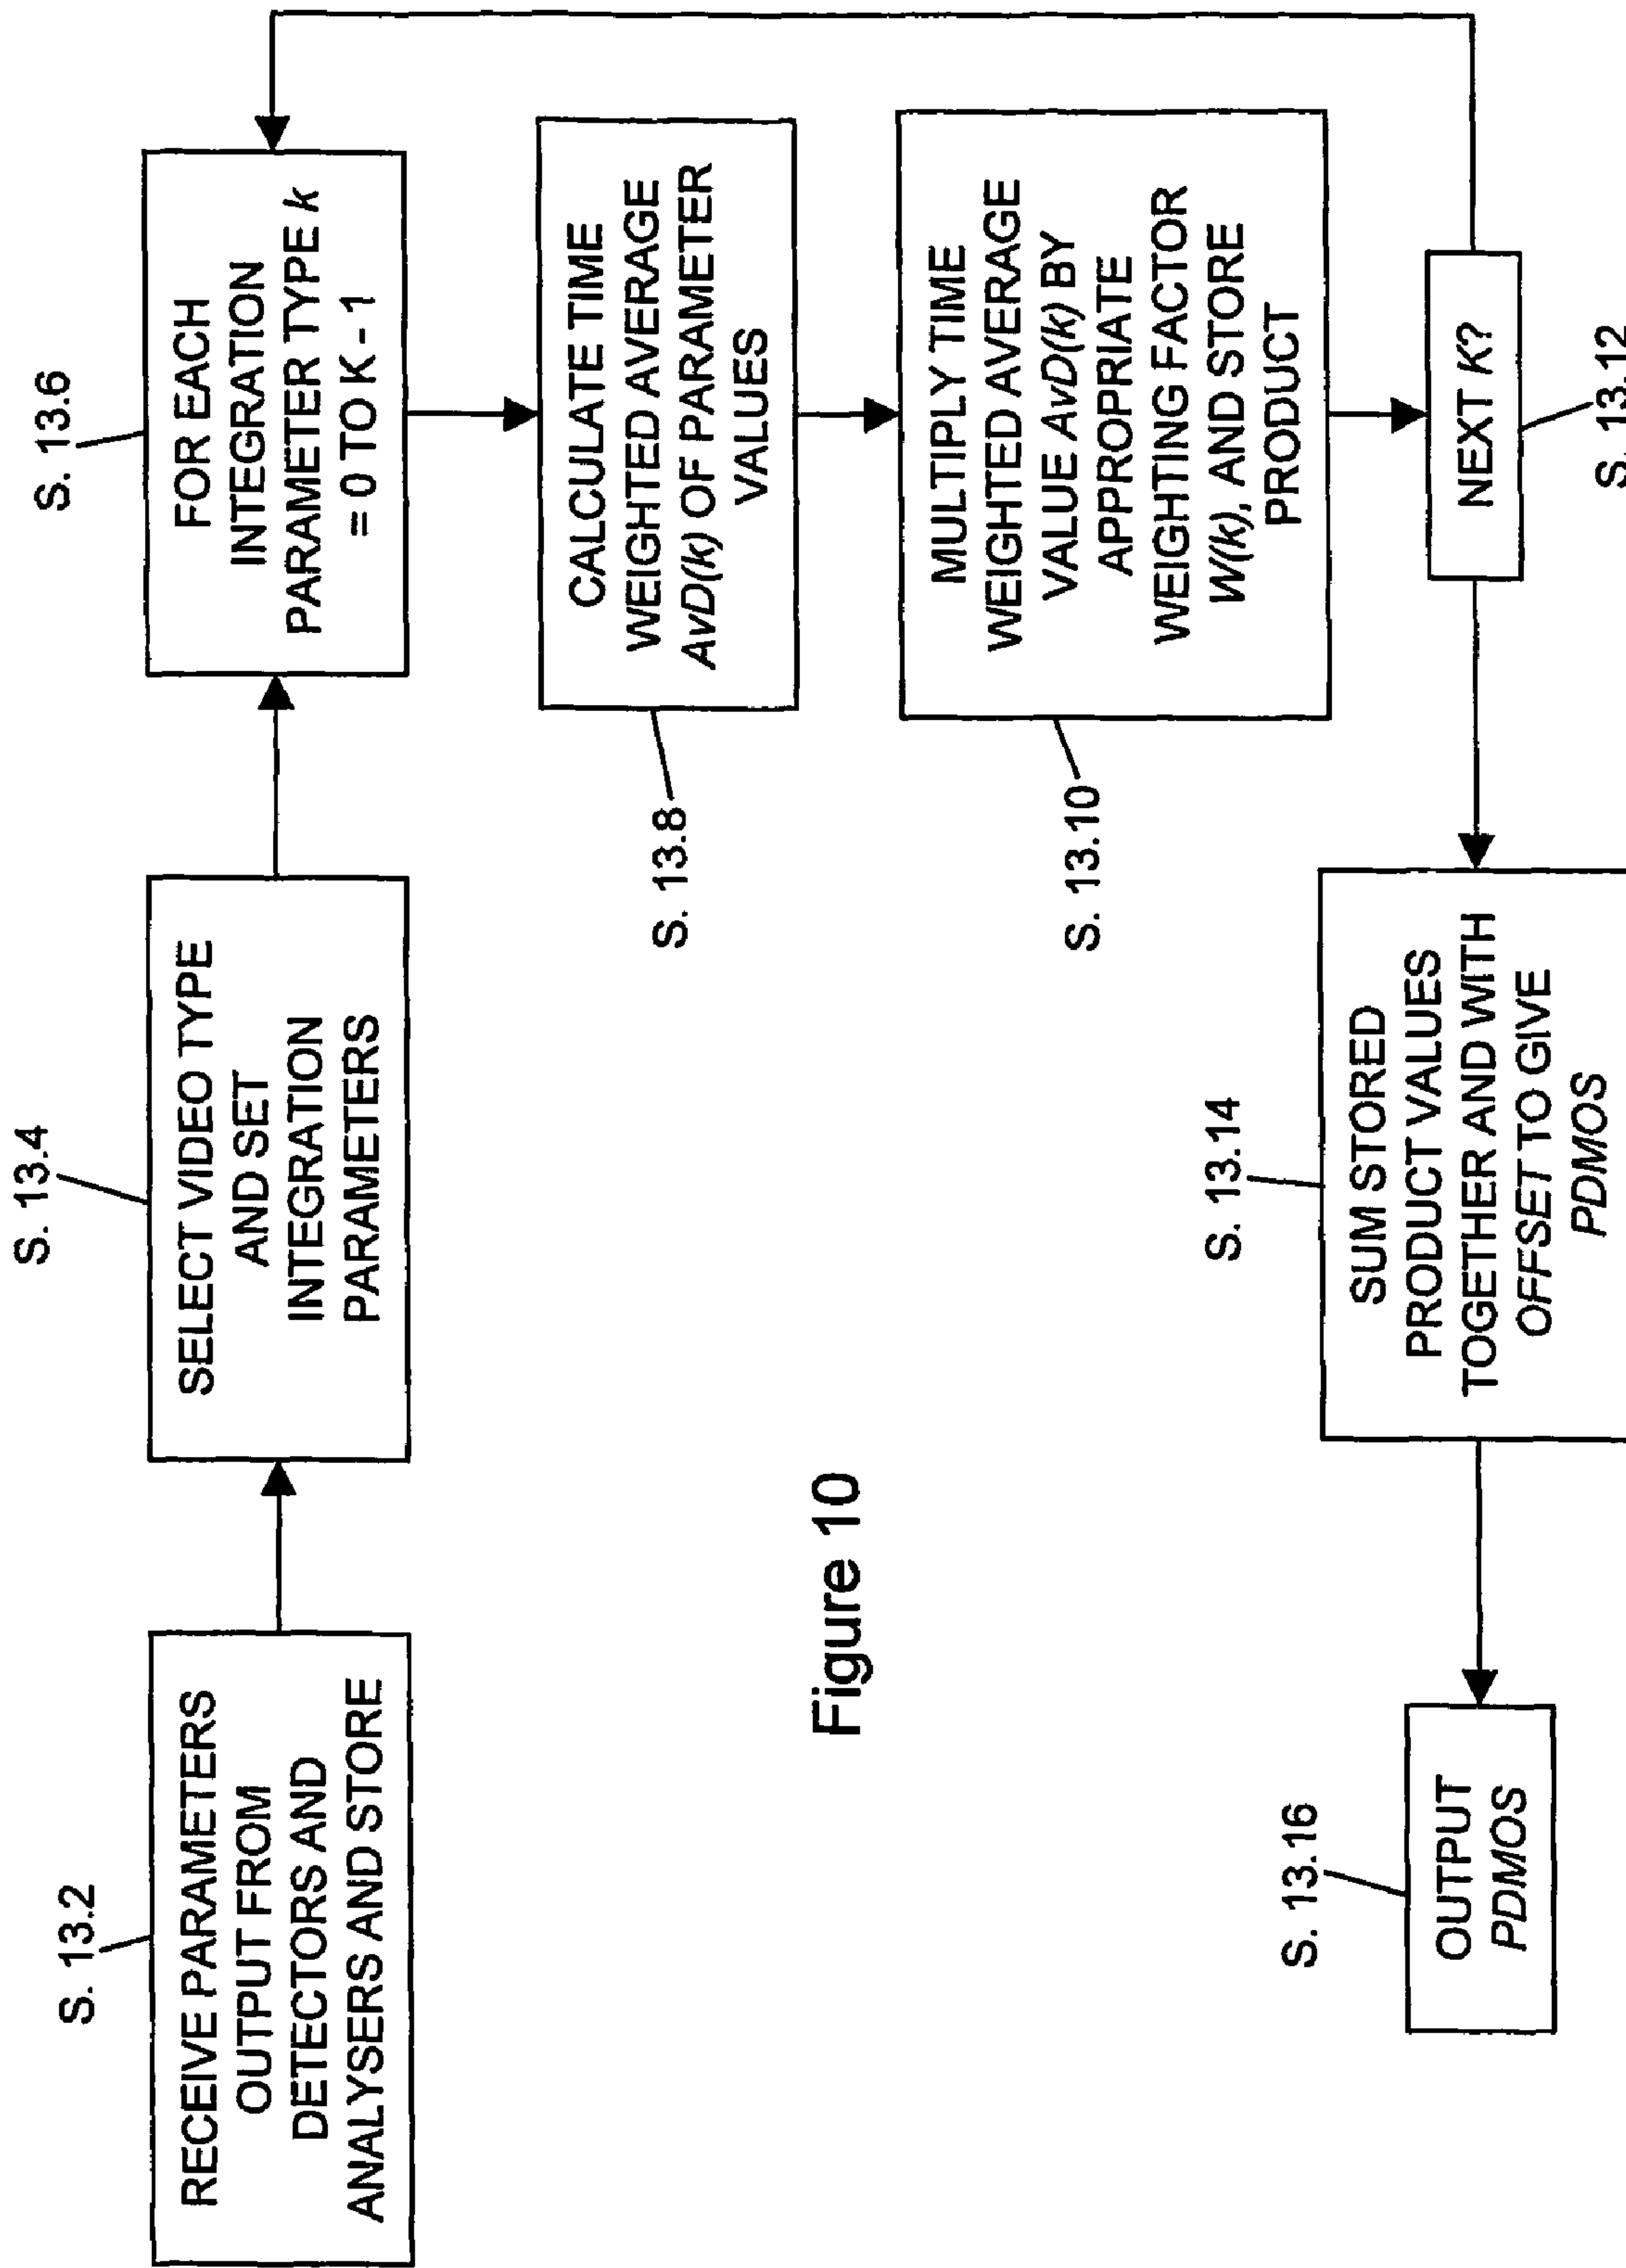 S. 13.2
RECEIVE PARAMETERS
OUTPUT FROM
DETECTORS AND
ANALYSERS AND STORE
S. 13.4
SELECT VIDEO TYPE
AND SET
INTEGRATION
PARAMETERS
S. 13.6
FOR EACH
INTEGRATION
PARAMETER TYPE k
= 0 TO K - 1
S. 13.8
CALCULATE TIME
WEIGHTED AVERAGE
AvD(k) OF PARAMETER
VALUES
S. 13.10
MULTIPLY TIME
WEIGHTED AVERAGE
VALUE AvD(k) BY
APPROPRIATE
WEIGHTING FACTOR
W(k), AND STORE
PRODUCT
NEXT K?
S. 13.12
S. 13.14
SUM STORED
PRODUCT VALUES
TOGETHER AND WITH
OFFSET TO GIVE
PDMOS
S. 13.16
OUTPUT
PDMOS
Figure 10